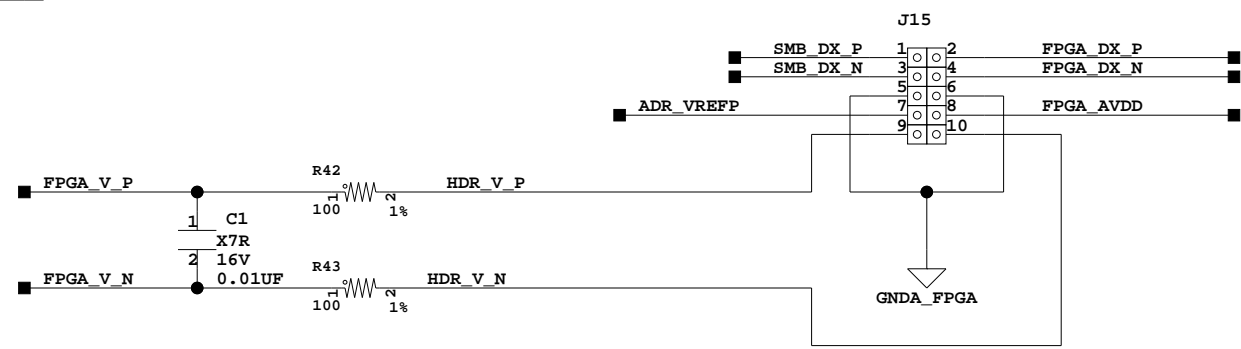 J15
SMB_DX_P 1 2 FPGA_DX_P
SMB_DX_N 3 4 FPGA_DX_N
5 6
ADR_VREFP 7 8 FPGA_AVDD
9 10
R42
FPGA_V_P 1 2 HDR_V_P
100 1%
1 C1
X7R
2 16V
0.01UF
R43
FPGA_V_N 1 2 HDR_V_N
100 1%
GNDA_FPGA